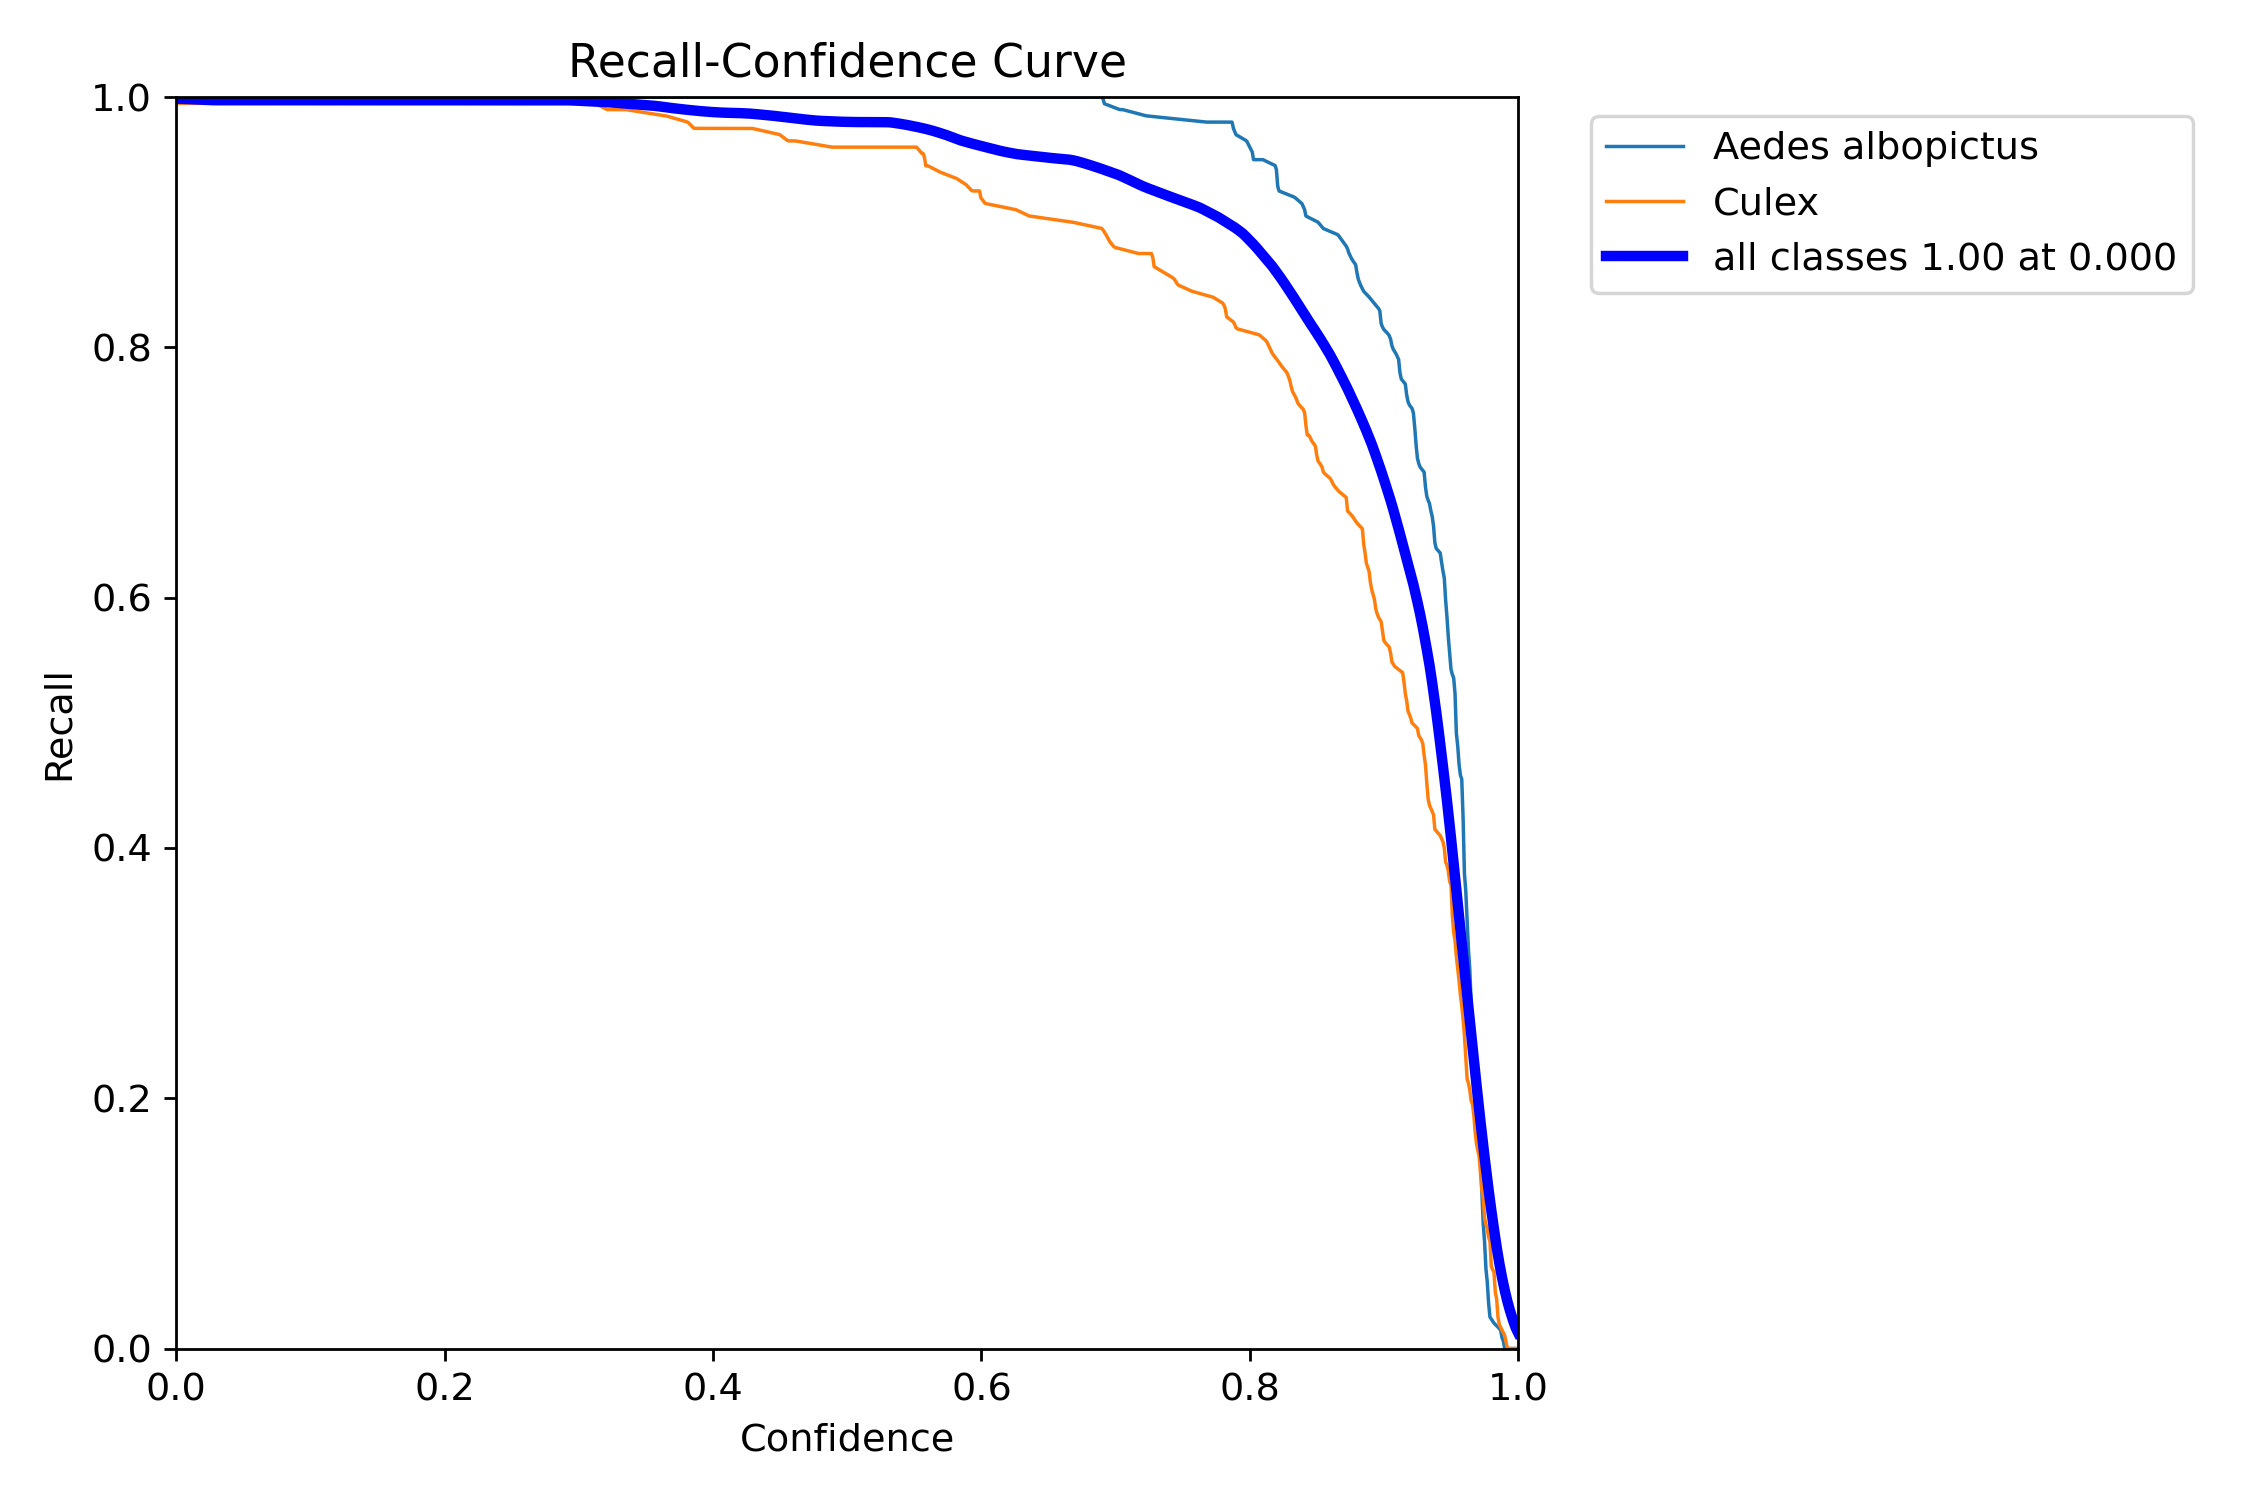 Recall-Confidence Curve
1.0
0.8
0.6
0.4
0.2
0.0
Recall
0.0 0.2 0.4 0.6 0.8 1.0
Confidence
Aedes albopictus
Culex
all classes 1.00 at 0.000